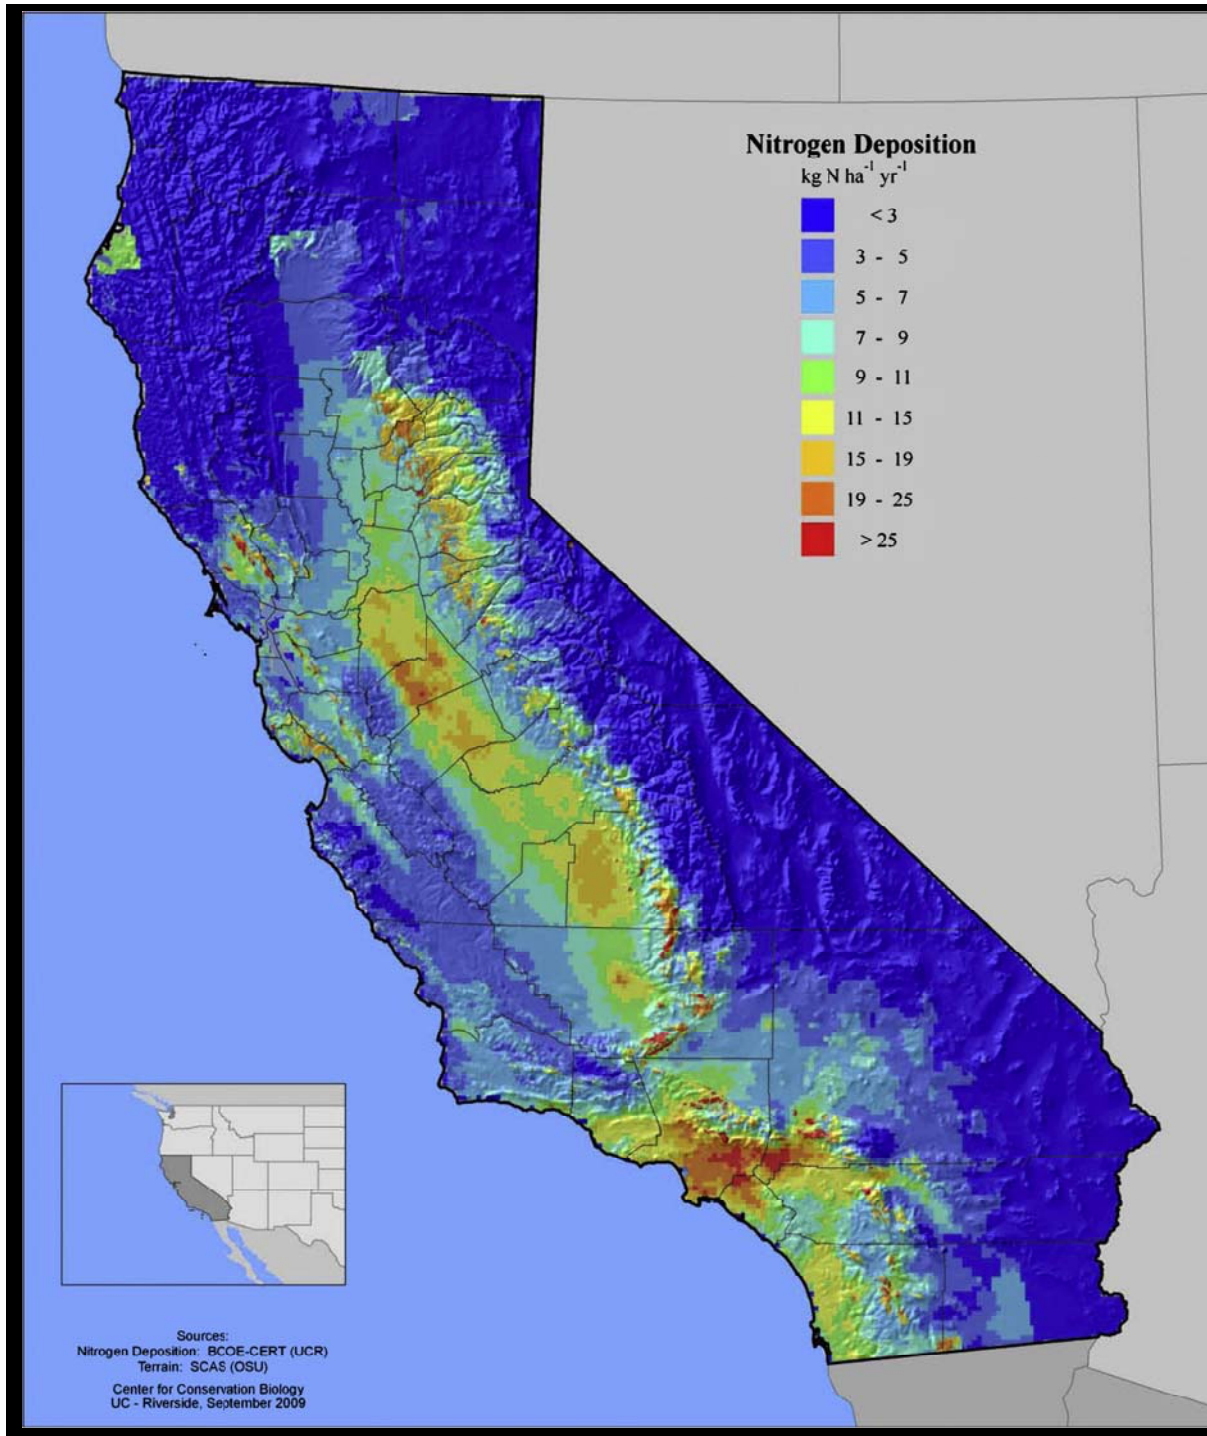 Nitrogen Deposition
kg N ha⁻¹ yr⁻¹
< 3
3 - 5
5 - 7
7 - 9
9 - 11
11 - 15
15 - 19
19 - 25
> 25
Sources:
Nitrogen Deposition: BCOE-CERT (UCR)
Terrain: SCAS (OSU)
Center for Conservation Biology
UC - Riverside, September 2009